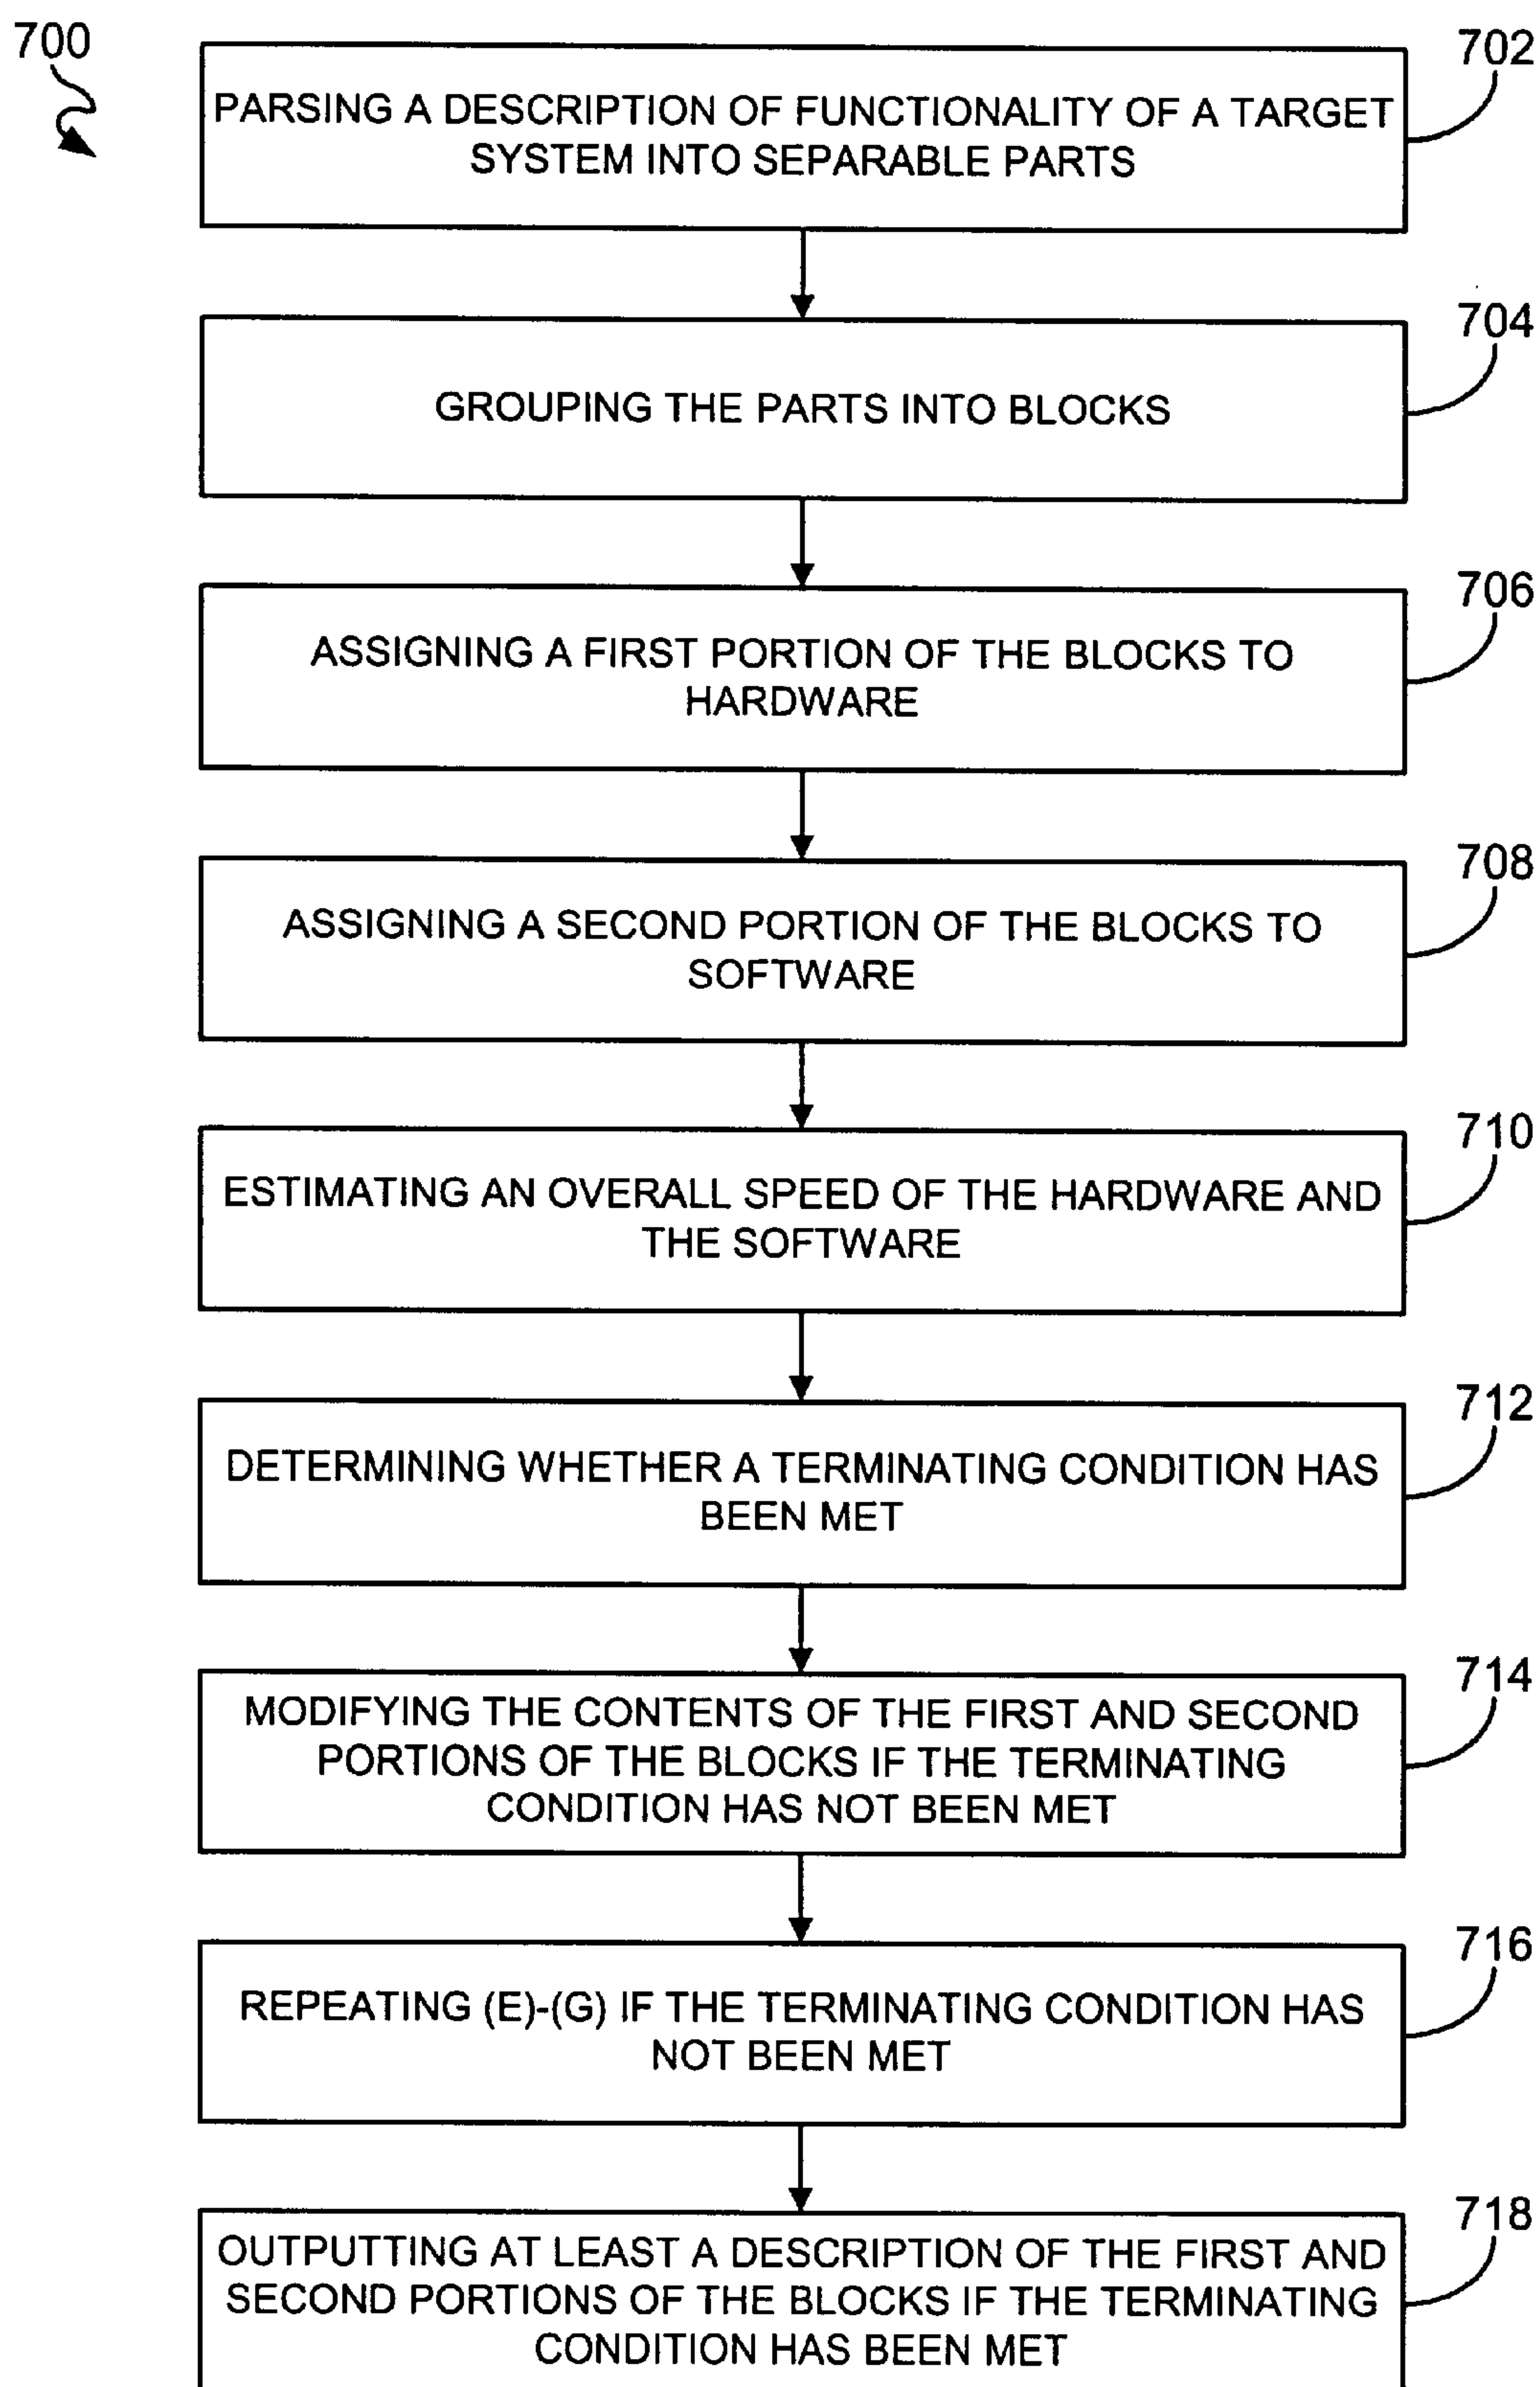 700
702
PARSING A DESCRIPTION OF FUNCTIONALITY OF A TARGET
SYSTEM INTO SEPARABLE PARTS
704
GROUPING THE PARTS INTO BLOCKS
706
ASSIGNING A FIRST PORTION OF THE BLOCKS TO
HARDWARE
708
ASSIGNING A SECOND PORTION OF THE BLOCKS TO
SOFTWARE
710
ESTIMATING AN OVERALL SPEED OF THE HARDWARE AND
THE SOFTWARE
712
DETERMINING WHETHER A TERMINATING CONDITION HAS
BEEN MET
714
MODIFYING THE CONTENTS OF THE FIRST AND SECOND
PORTIONS OF THE BLOCKS IF THE TERMINATING
CONDITION HAS NOT BEEN MET
716
REPEATING (E)-(G) IF THE TERMINATING CONDITION HAS
NOT BEEN MET
718
OUTPUTTING AT LEAST A DESCRIPTION OF THE FIRST AND
SECOND PORTIONS OF THE BLOCKS IF THE TERMINATING
CONDITION HAS BEEN MET